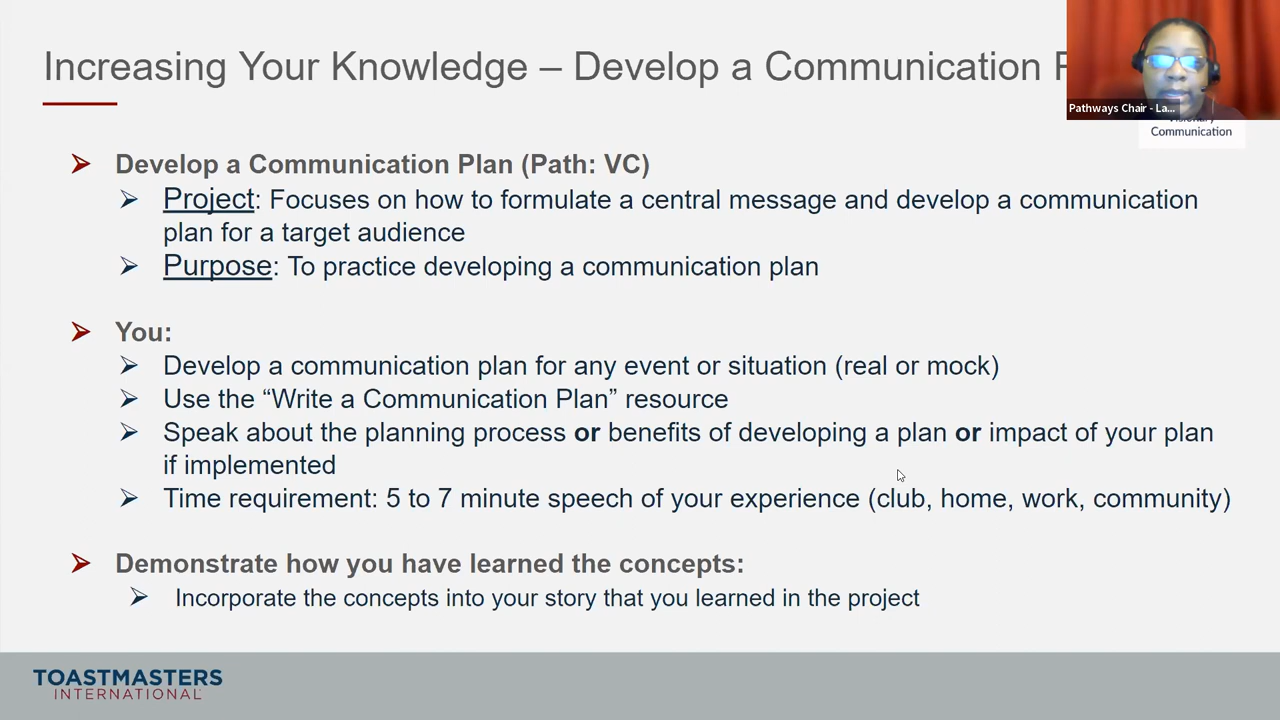 Increasing Your Knowledge – Develop a Communication
Pathways Chair - La...
Visionary
Communication
➢ Develop a Communication Plan (Path: VC)
➢ Project: Focuses on how to formulate a central message and develop a communication
plan for a target audience
➢ Purpose: To practice developing a communication plan
➢ You:
➢ Develop a communication plan for any event or situation (real or mock)
➢ Use the “Write a Communication Plan” resource
➢ Speak about the planning process or benefits of developing a plan or impact of your plan
if implemented
➢ Time requirement: 5 to 7 minute speech of your experience (club, home, work, community)
➢ Demonstrate how you have learned the concepts:
➢ Incorporate the concepts into your story that you learned in the project
TOASTMASTERS
INTERNATIONAL